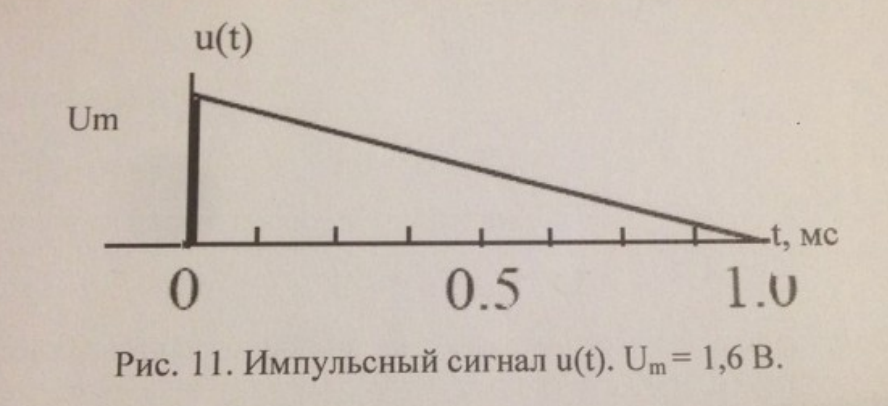 u(t)
Um
t, мс
0 0.5 1.0
Рис. 11. Импульсный сигнал u(t). Um = 1,6 В.